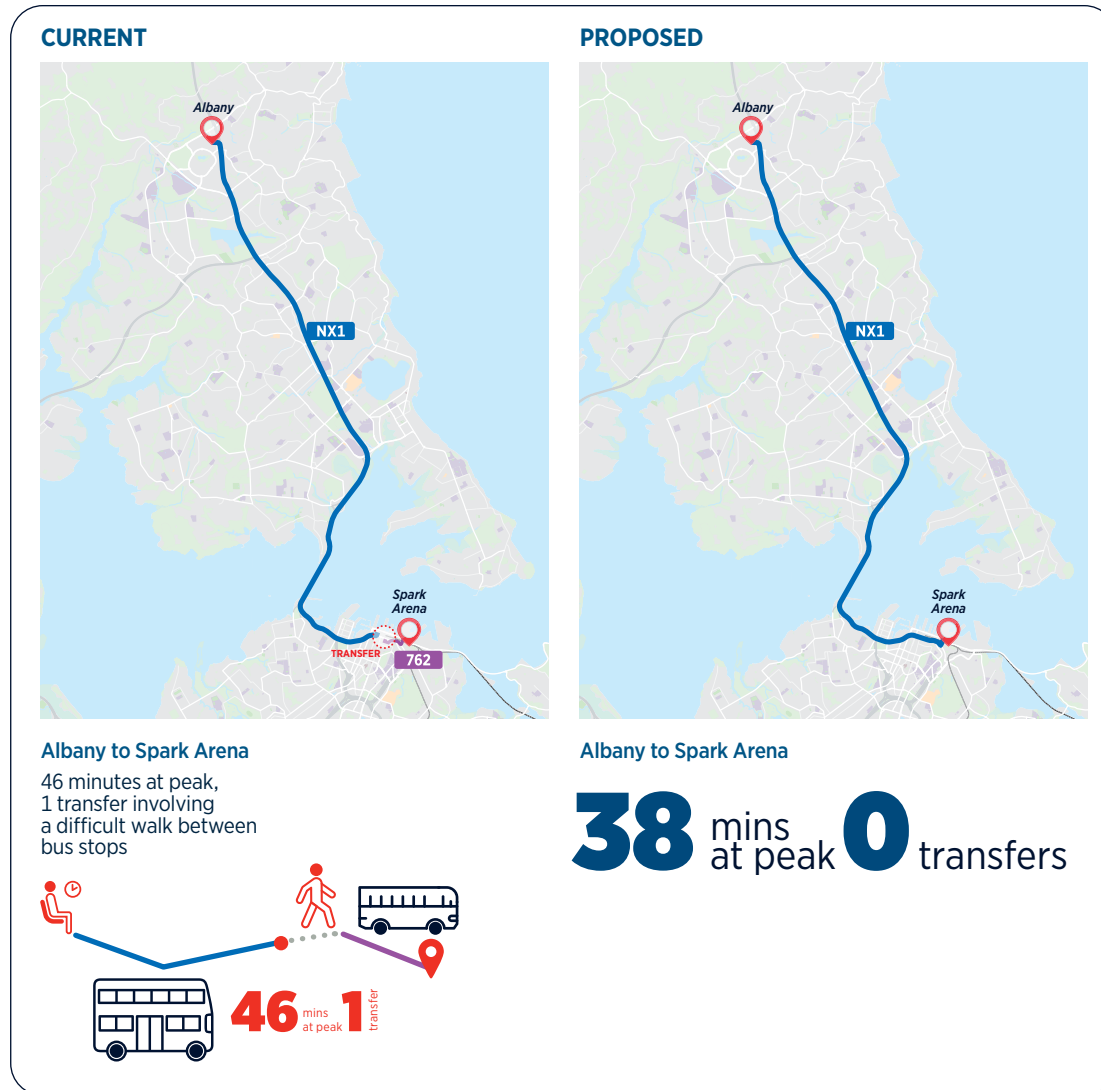 CURRENT
Albany
NX1
Spark
Arena
TRANSFER
762
Albany to Spark Arena
46 minutes at peak,
1 transfer involving
a difficult walk between
bus stops
46 mins
at peak 1 transfer
PROPOSED
Albany
NX1
Spark
Arena
Albany to Spark Arena
38 mins
at peak 0 transfers